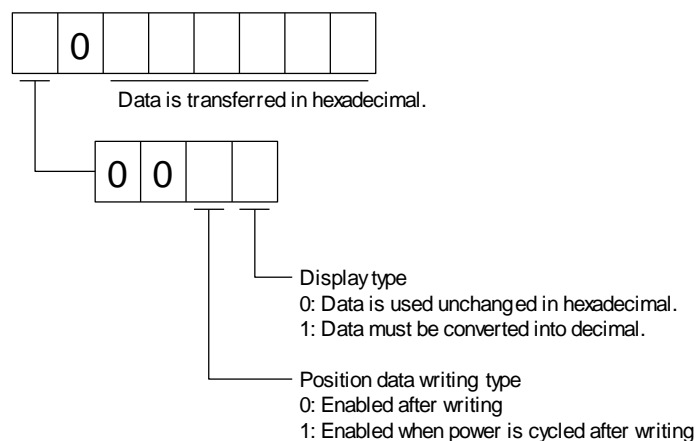 0
Data is transferred in hexadecimal.
0 0
Display type
0: Data is used unchanged in hexadecimal.
1: Data must be converted into decimal.
Position data writing type
0: Enabled after writing
1: Enabled when power is cycled after writing